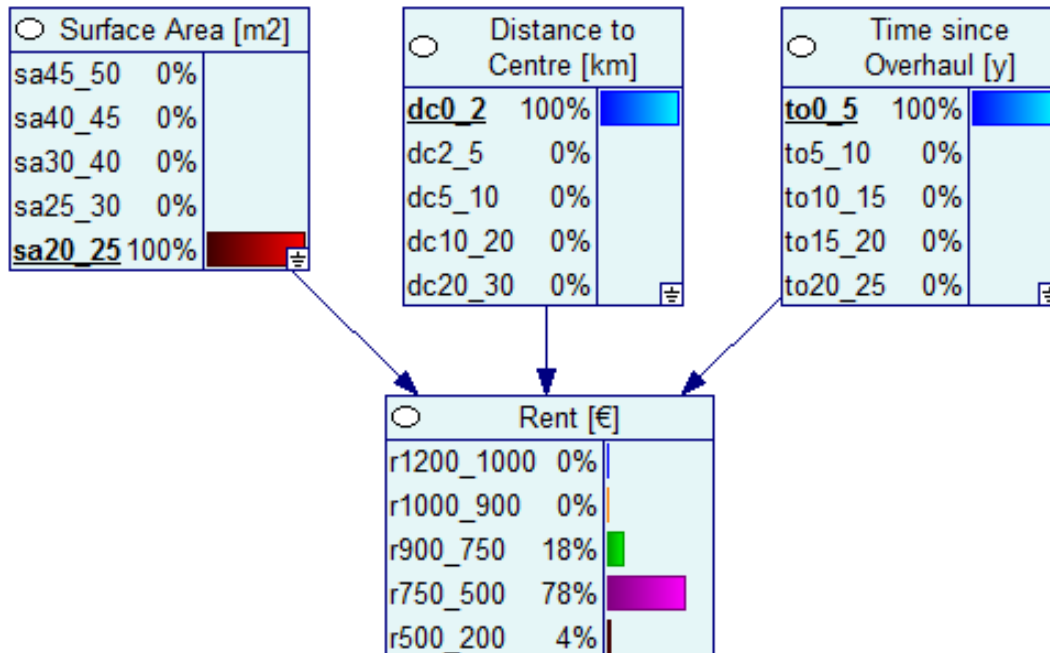 Surface Area [m2]
sa45_50 0%
sa40_45 0%
sa30_40 0%
sa25_30 0%
sa20_25 100%
Distance to
Centre [km]
dc0_2 100%
dc2_5 0%
dc5_10 0%
dc10_20 0%
dc20_30 0%
Time since
Overhaul [y]
to0_5 100%
to5_10 0%
to10_15 0%
to15_20 0%
to20_25 0%
Rent [€]
r1200_1000 0%
r1000_900 0%
r900_750 18%
r750_500 78%
r500_200 4%